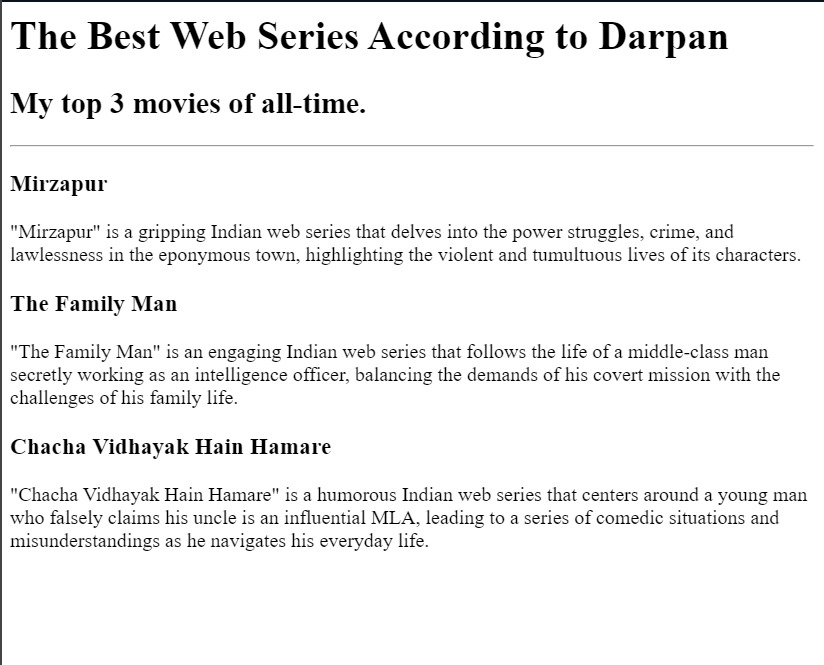 The Best Web Series According to Darpan
My top 3 movies of all-time.
Mirzapur
"Mirzapur" is a gripping Indian web series that delves into the power struggles, crime, and
lawlessness in the eponymous town, highlighting the violent and tumultuous lives of its characters.
The Family Man
"The Family Man" is an engaging Indian web series that follows the life of a middle-class man
secretly working as an intelligence officer, balancing the demands of his covert mission with the
challenges of his family life.
Chacha Vidhayak Hain Hamare
"Chacha Vidhayak Hain Hamare" is a humorous Indian web series that centers around a young man
who falsely claims his uncle is an influential MLA, leading to a series of comedic situations and
misunderstandings as he navigates his everyday life.